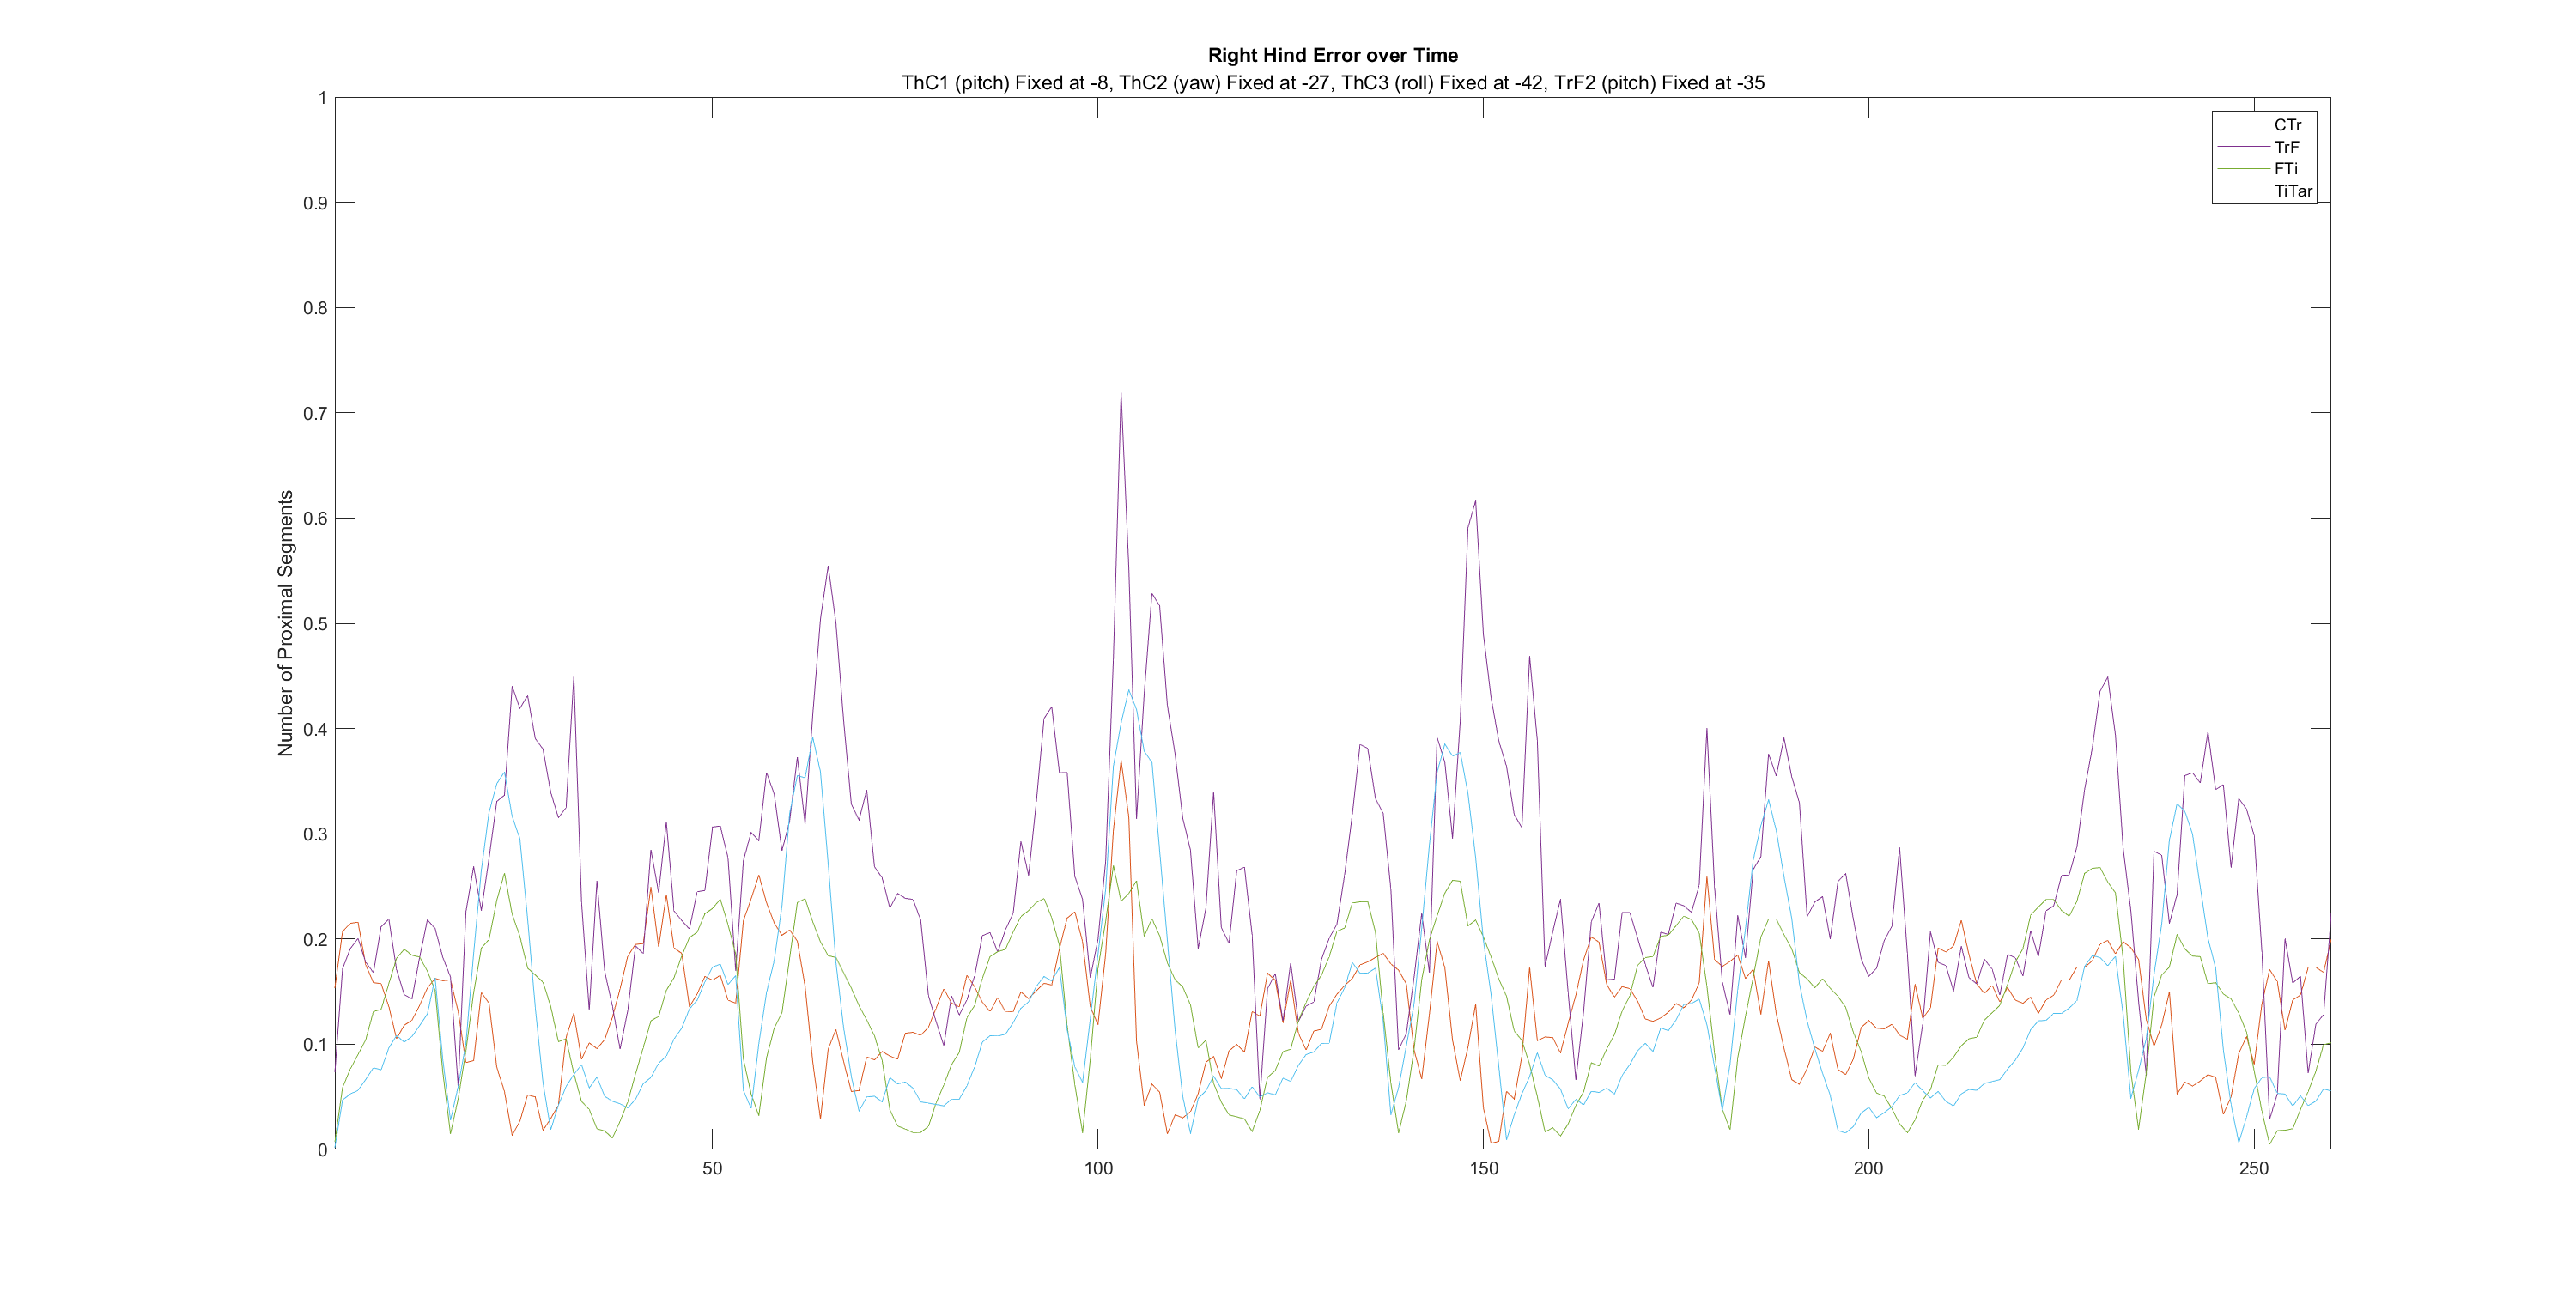 Right Hind Error over Time
ThC1 (pitch) Fixed at -8, ThC2 (yaw) Fixed at -27, ThC3 (roll) Fixed at -42, TrF2 (pitch) Fixed at -35
CTr
TrF
FTi
TiTar
Number of Proximal Segments
1
0.9
0.8
0.7
0.6
0.5
0.4
0.3
0.2
0.1
0
50
100
150
200
250